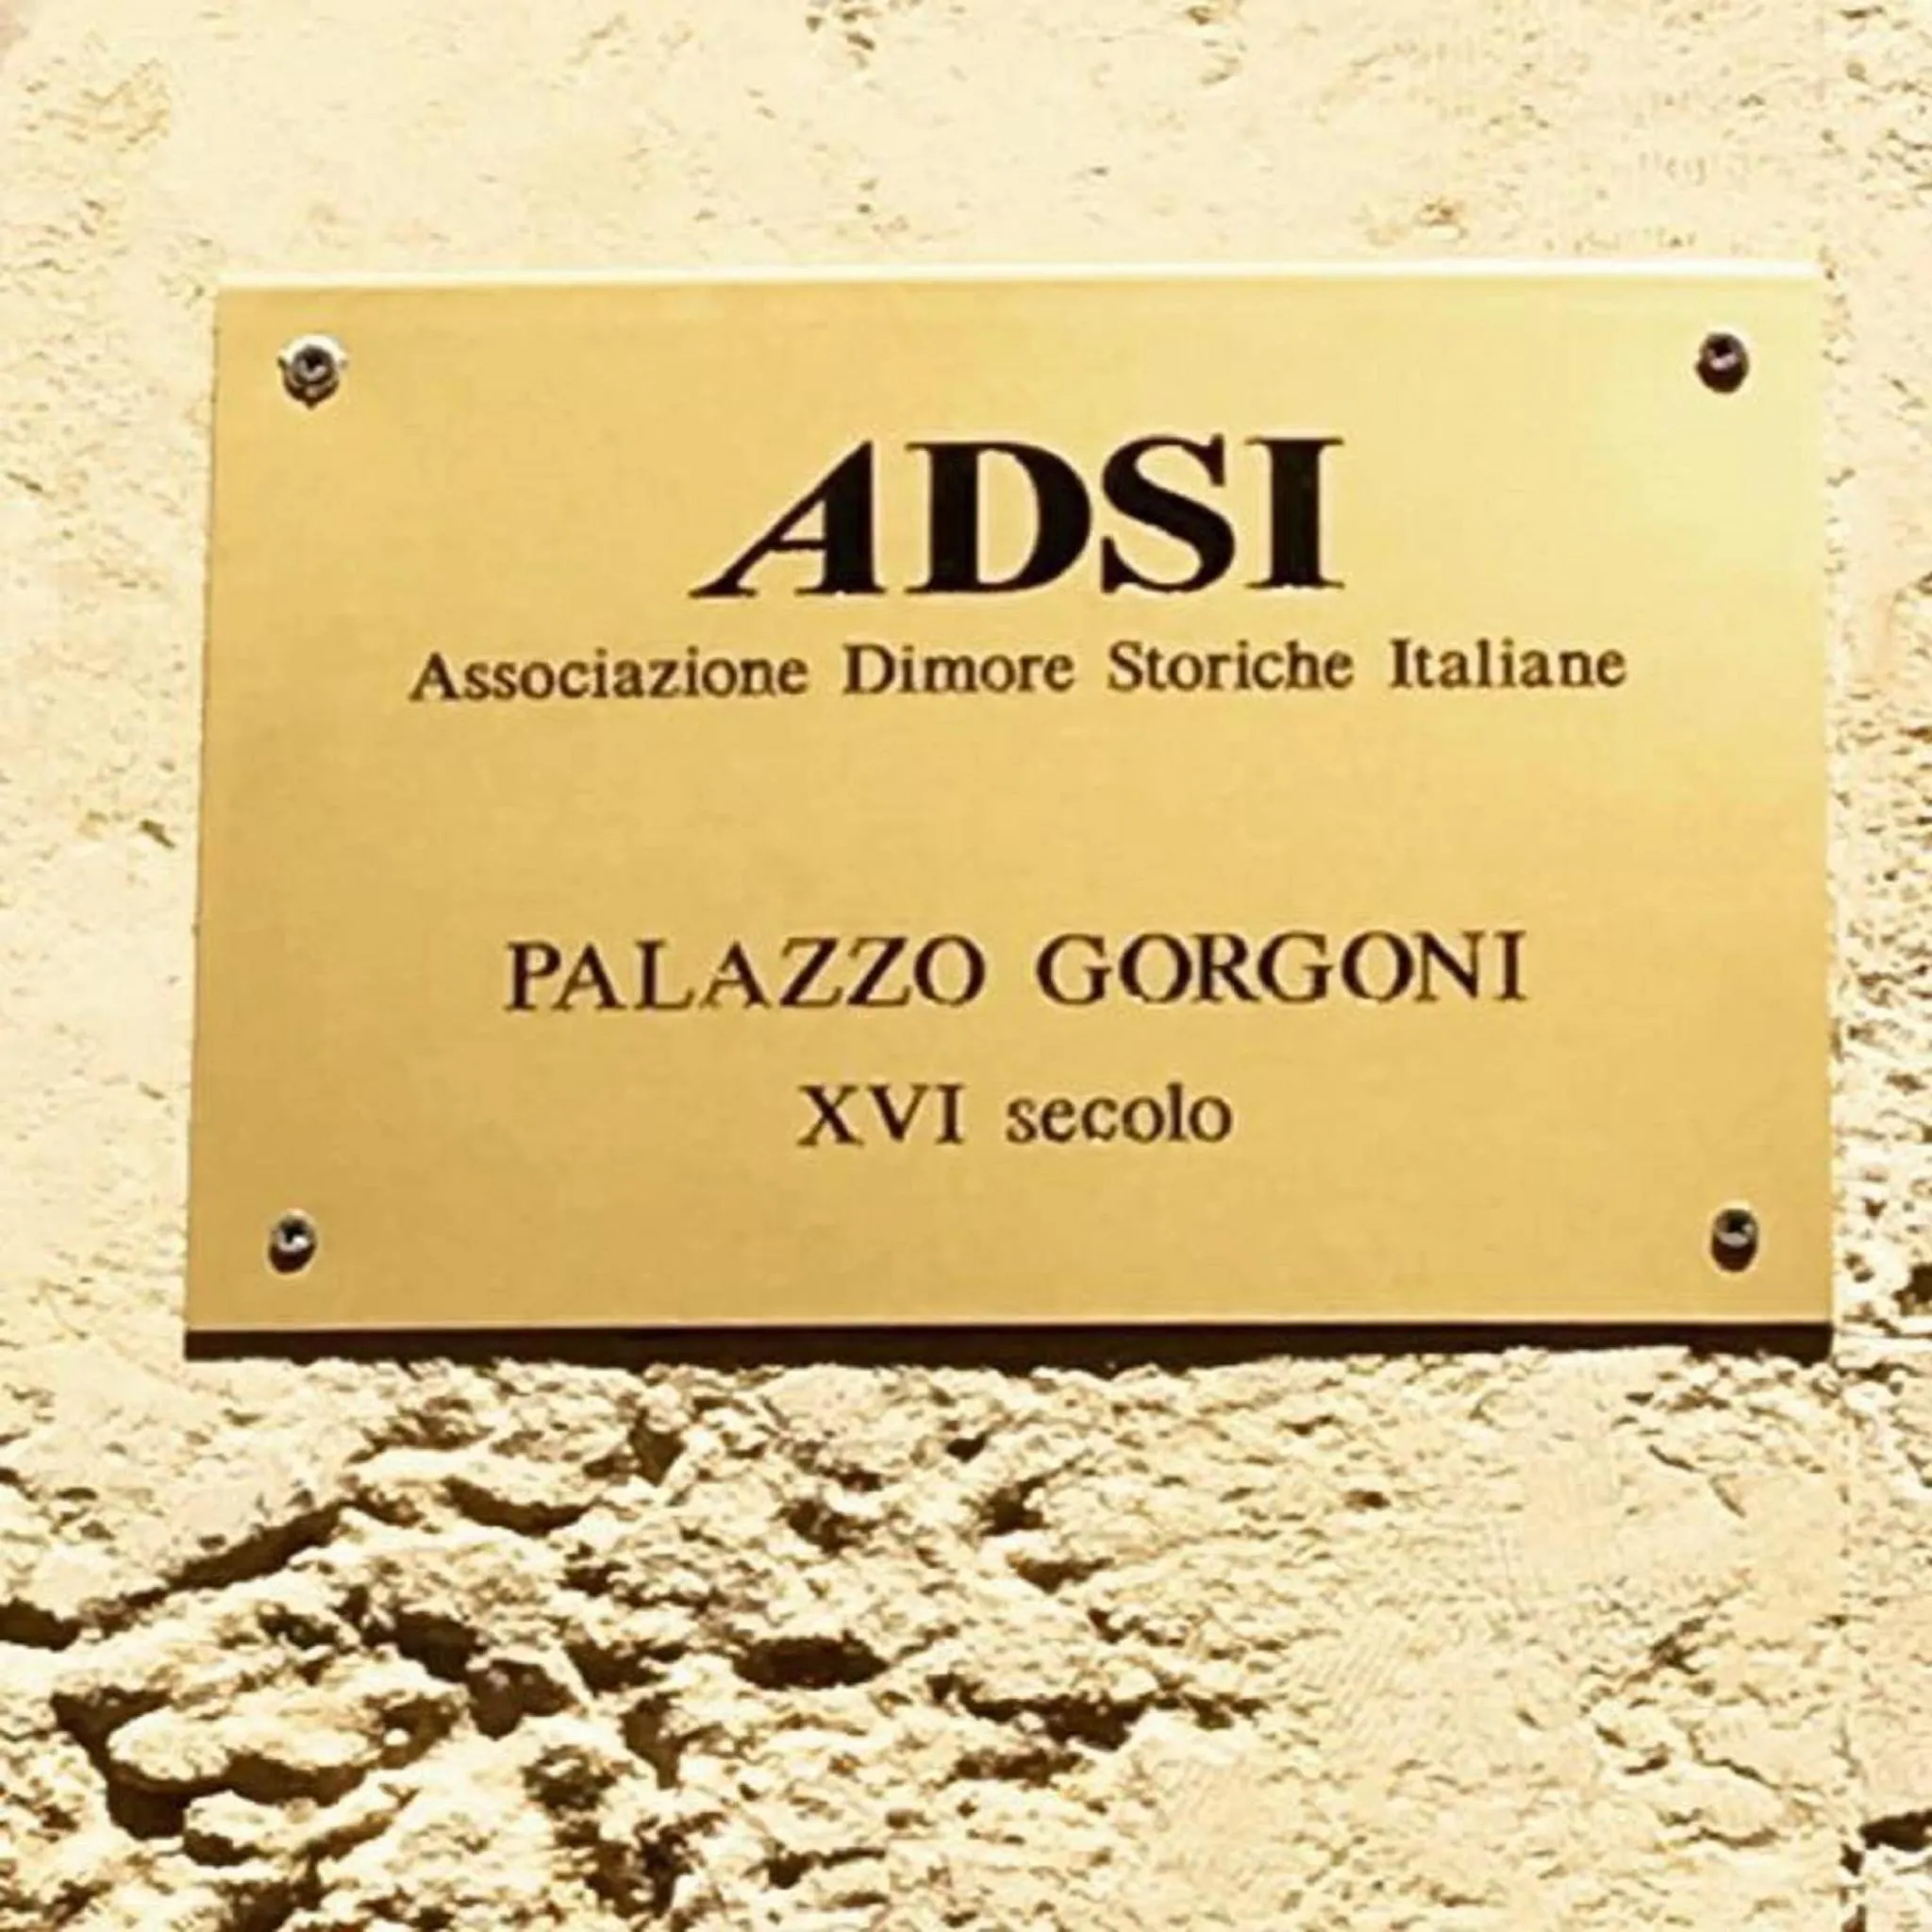 ADSI
Associazione Dimore Storiche Italiane
PALAZZO GORGONI
XVI secolo